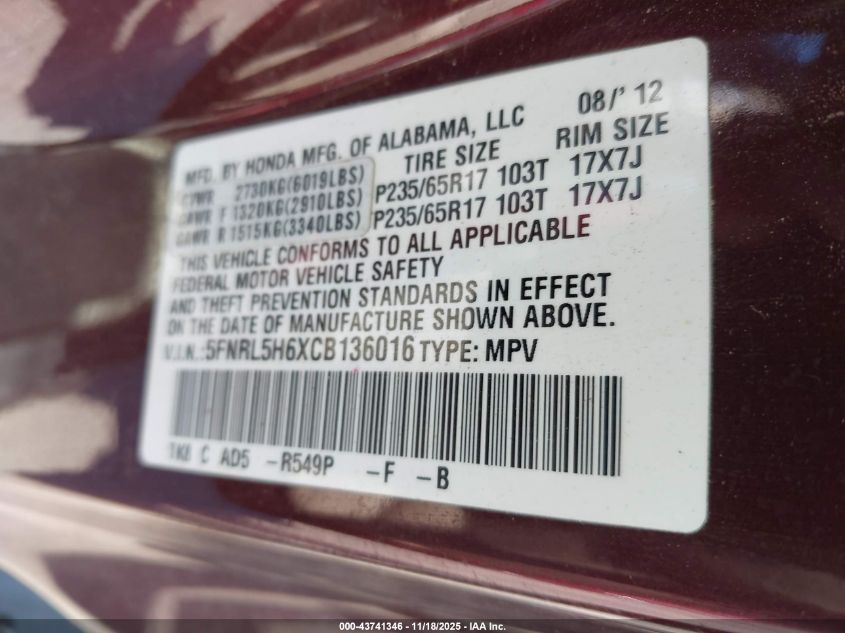 MFD. BY HONDA MFG. OF ALABAMA, LLC 08/' 12
TIRE SIZE RIM SIZE
GVWR 2730KG(6019LBS)
GAWR F 1320KG(2910LBS) P235/65R17 103T 17X7J
GAWR R 1515KG(3340LBS) P235/65R17 103T 17X7J
THIS VEHICLE CONFORMS TO ALL APPLICABLE
FEDERAL MOTOR VEHICLE SAFETY
AND THEFT PREVENTION STANDARDS IN EFFECT
ON THE DATE OF MANUFACTURE SHOWN ABOVE.
V.I.N.:5FNRL5H6XCB136016 TYPE: MPV
TK8 C AD5 -R549P -F -B
000-43741346 — 11/18/2025 - IAA Inc.